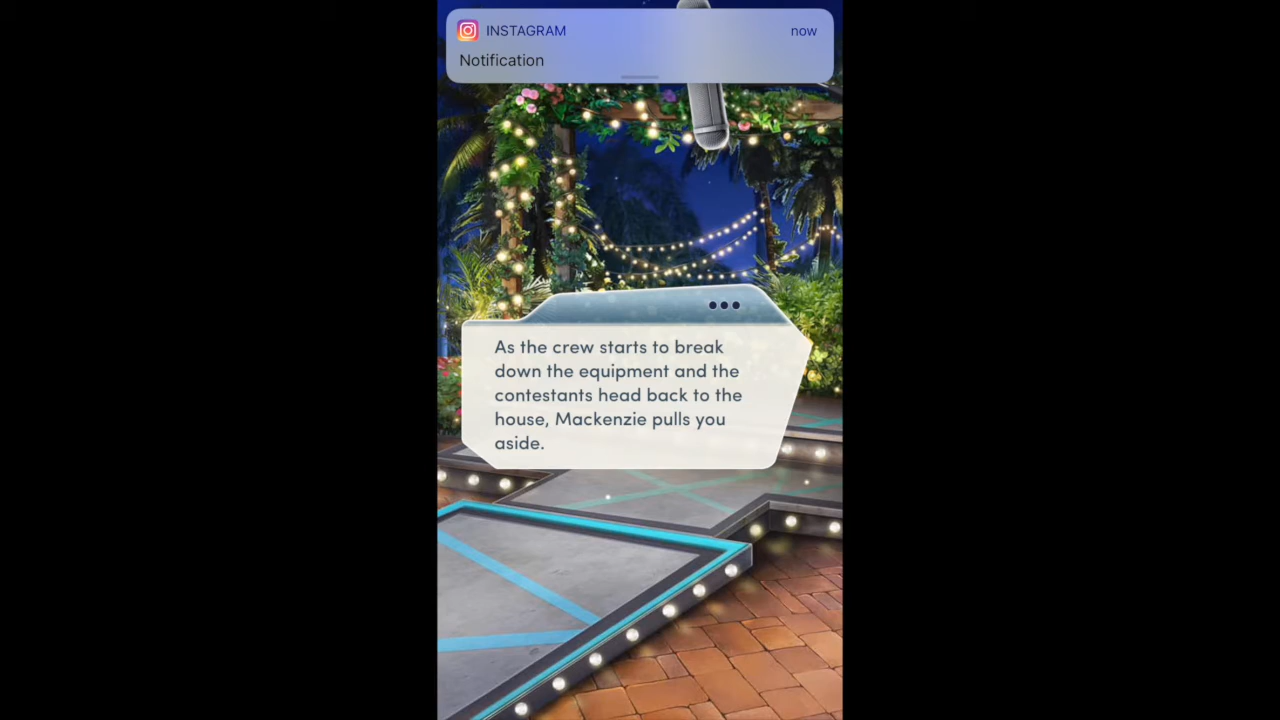 INSTAGRAM now
Notification
As the crew starts to break
down the equipment and the
contestants head back to the
house, Mackenzie pulls you
aside.